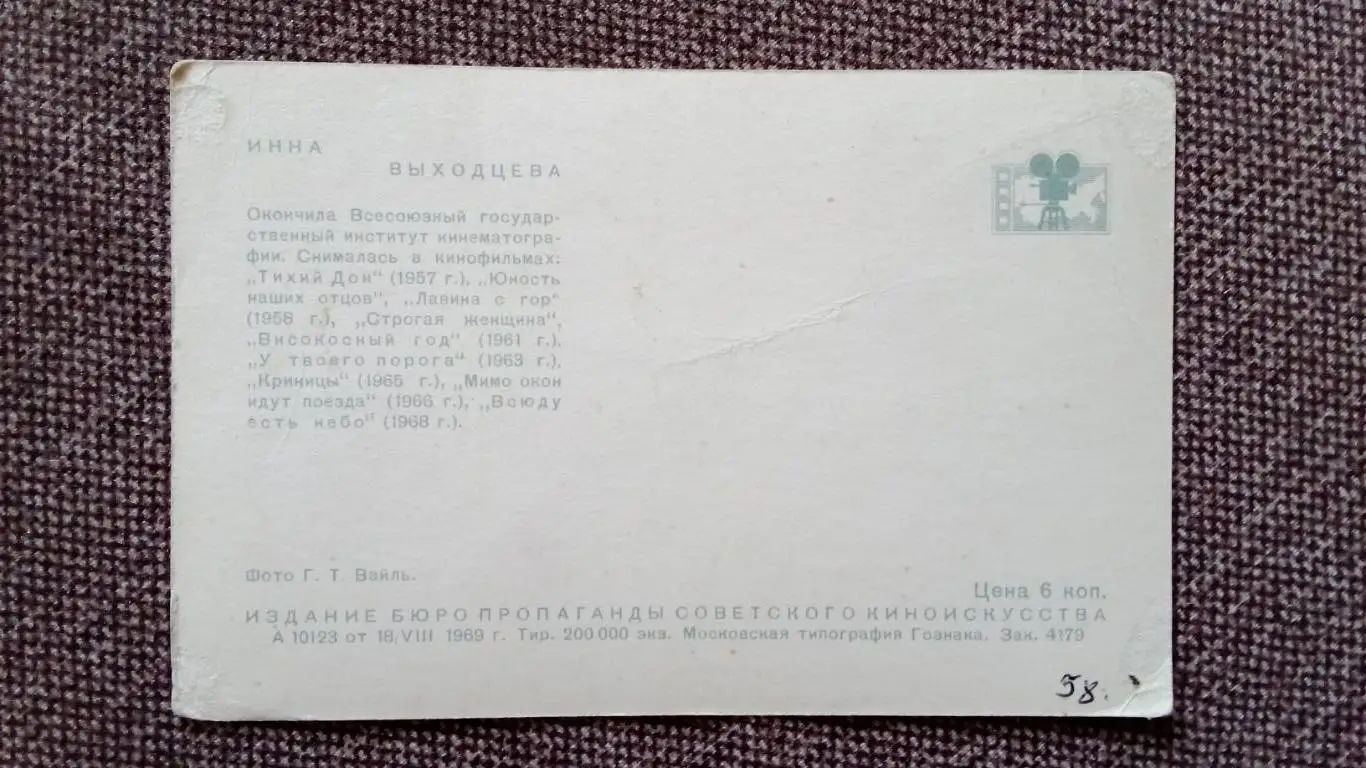 ИННА
ВЫХОДЦЕВА
Окончила Всесоюзный государ-
ственный институт кинематогра-
фии. Снималась в кинофильмах:
„Тихий Дон“ (1957 г.), „Юность
наших отцов“, „Лавина с гор“
(1958 г.), „Строгая женщина“,
„Високосный год“ (1961 г.),
„У твоего порога“ (1963 г.),
„Криницы“ (1965 г.), „Мимо окон
идут поезда“ (1966 г.), „Всюду
есть небо“ (1968 г.).
Фото Г. Т. Вайль.
Цена 6 коп.
ИЗДАНИЕ БЮРО ПРОПАГАНДЫ СОВЕТСКОГО КИНОИСКУССТВА
А 10123 от 18/VIII 1969 г. Тир. 200 000 экз. Московская типография Гознака. Зак. 4179
58.